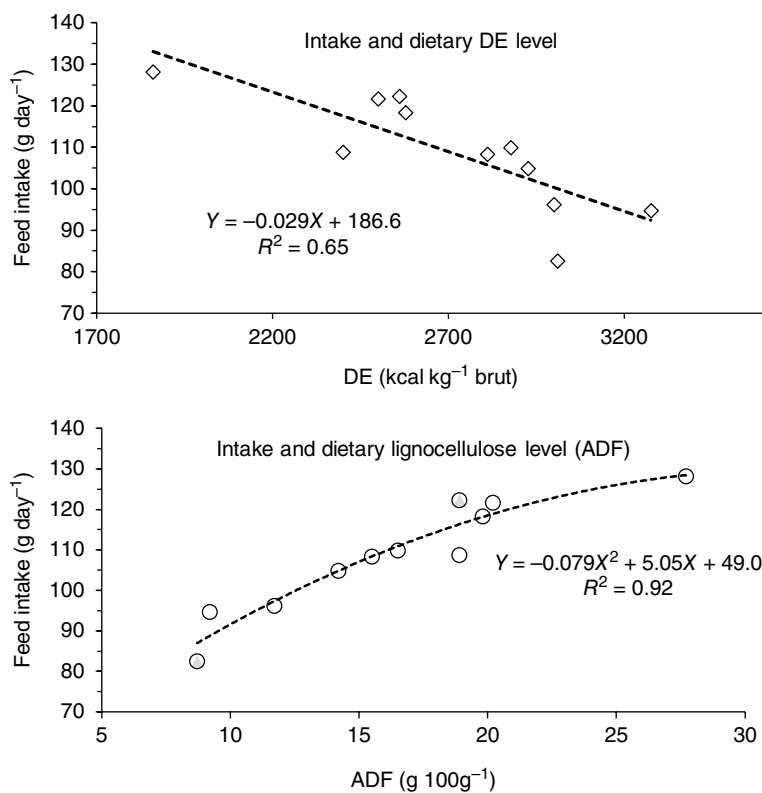 Intake and dietary DE level
Feed intake (g day⁻¹)
140
130
120
110
100
90
80
70
Y = –0.029X + 186.6
R² = 0.65
1700 2200 2700 3200
DE (kcal kg⁻¹ brut)
Intake and dietary lignocellulose level (ADF)
Feed intake (g day⁻¹)
140
130
120
110
100
90
80
70
Y = –0.079X² + 5.05X + 49.0
R² = 0.92
5 10 15 20 25 30
ADF (g 100g⁻¹)